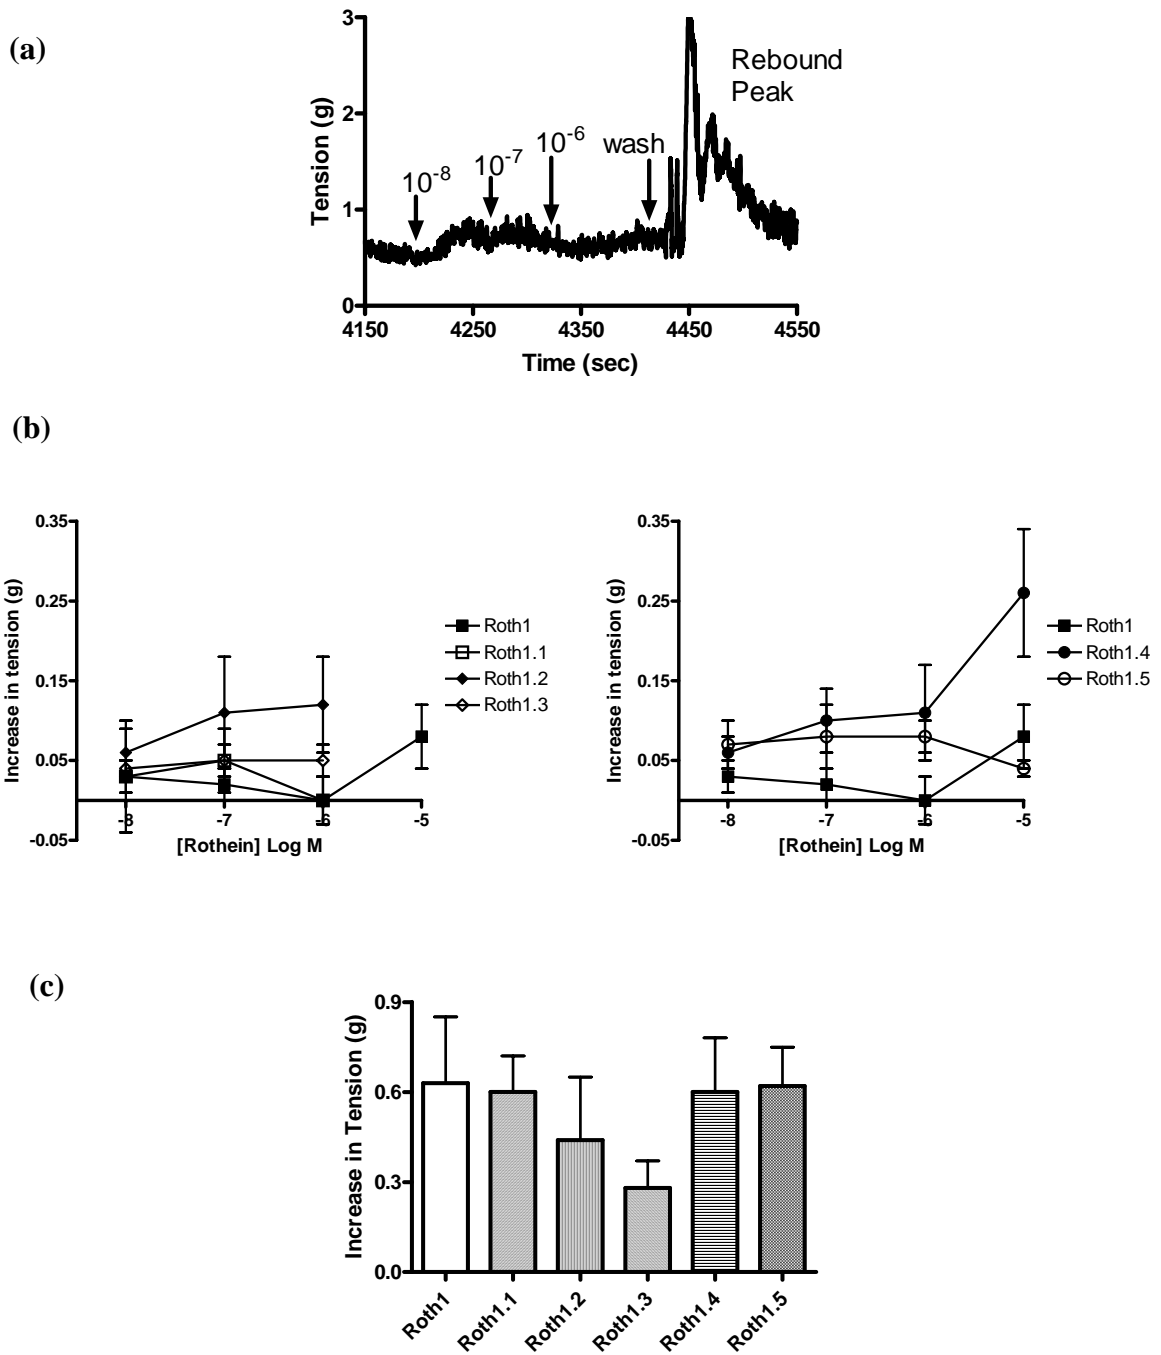 (a)
3
2
1
0
Tension (g)
10-8
10-7
10-6
wash
Rebound
Peak
4150 4250 4350 4450 4550
Time (sec)
(b)
0.35
0.25
0.15
0.05
-0.05
Increase in tension (g)
-8 -7 -6 -5
[Rothein] Log M
Roth1
Roth1.1
Roth1.2
Roth1.3
0.35
0.25
0.15
0.05
-0.05
Increase in tension (g)
-8 -7 -6 -5
[Rothein] Log M
Roth1
Roth1.4
Roth1.5
(c)
0.9
0.6
0.3
0.0
Increase in Tension (g)
Roth1
Roth1.1
Roth1.2
Roth1.3
Roth1.4
Roth1.5